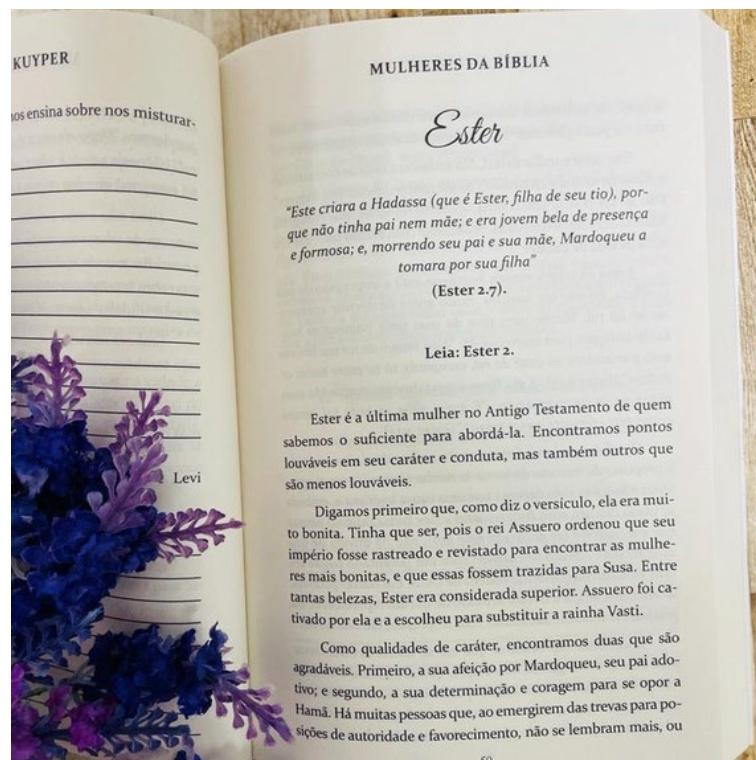 KUYPER
nos ensina sobre nos misturar-
Levi
MULHERES DA BÍBLIA
Ester
“Este criara a Hadassa (que é Ester, filha de seu tio), por-
que não tinha pai nem mãe; e era jovem bela de presença
e formosa; e, morrendo seu pai e sua mãe, Mardoqueu a
tomara por sua filha”
(Ester 2.7).
Leia: Ester 2.
Ester é a última mulher no Antigo Testamento de quem
sabemos o suficiente para abordá-la. Encontramos pontos
louváveis em seu caráter e conduta, mas também outros que
são menos louváveis.
Digamos primeiro que, como diz o versículo, ela era mui-
to bonita. Tinha que ser, pois o rei Assuero ordenou que seu
império fosse rastreado e revistado para encontrar as mulhe-
res mais bonitas, e que essas fossem trazidas para Susa. Entre
tantas belezas, Ester era considerada superior. Assuero foi ca-
tivado por ela e a escolheu para substituir a rainha Vasti.
Como qualidades de caráter, encontramos duas que são
agradáveis. Primeiro, a sua afeição por Mardoqueu, seu pai ado-
tivo; e segundo, a sua determinação e coragem para se opor a
Hamã. Há muitas pessoas que, ao emergirem das trevas para po-
sições de autoridade e favorecimento, não se lembram mais, ou